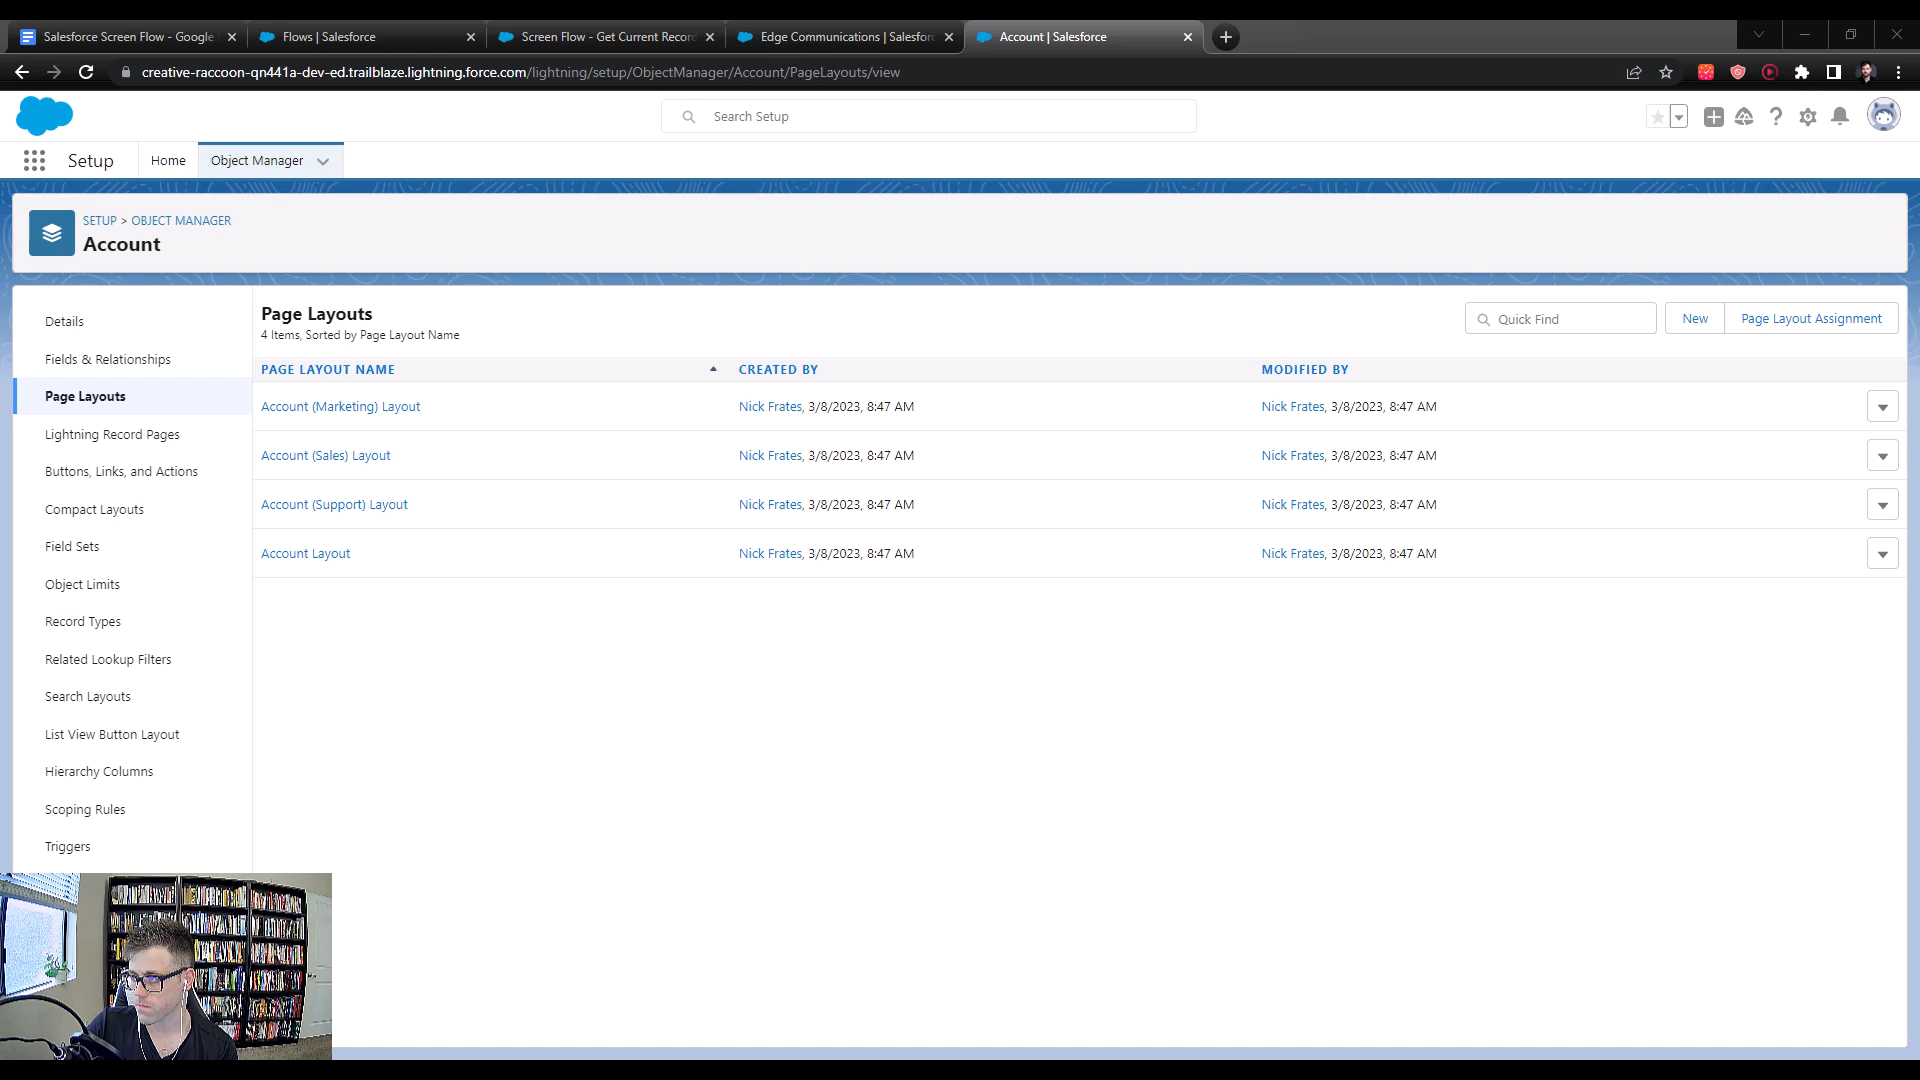 Salesforce Screen Flow - Google
Flows | Salesforce
Screen Flow - Get Current Record
Edge Communications | Salesforc
Account | Salesforce
creative-raccoon-qn441a-dev-ed.trailblaze.lightning.force.com/lightning/setup/ObjectManager/Account/PageLayouts/view
Search Setup
Setup
Home
Object Manager
SETUP > OBJECT MANAGER
Account
Details
Fields & Relationships
Page Layouts
Lightning Record Pages
Buttons, Links, and Actions
Compact Layouts
Field Sets
Object Limits
Record Types
Related Lookup Filters
Search Layouts
List View Button Layout
Hierarchy Columns
Scoping Rules
Triggers
Page Layouts
4 Items, Sorted by Page Layout Name
Quick Find
New
Page Layout Assignment
PAGE LAYOUT NAME CREATED BY MODIFIED BY
Account (Marketing) Layout Nick Frates, 3/8/2023, 8:47 AM Nick Frates, 3/8/2023, 8:47 AM
Account (Sales) Layout Nick Frates, 3/8/2023, 8:47 AM Nick Frates, 3/8/2023, 8:47 AM
Account (Support) Layout Nick Frates, 3/8/2023, 8:47 AM Nick Frates, 3/8/2023, 8:47 AM
Account Layout Nick Frates, 3/8/2023, 8:47 AM Nick Frates, 3/8/2023, 8:47 AM